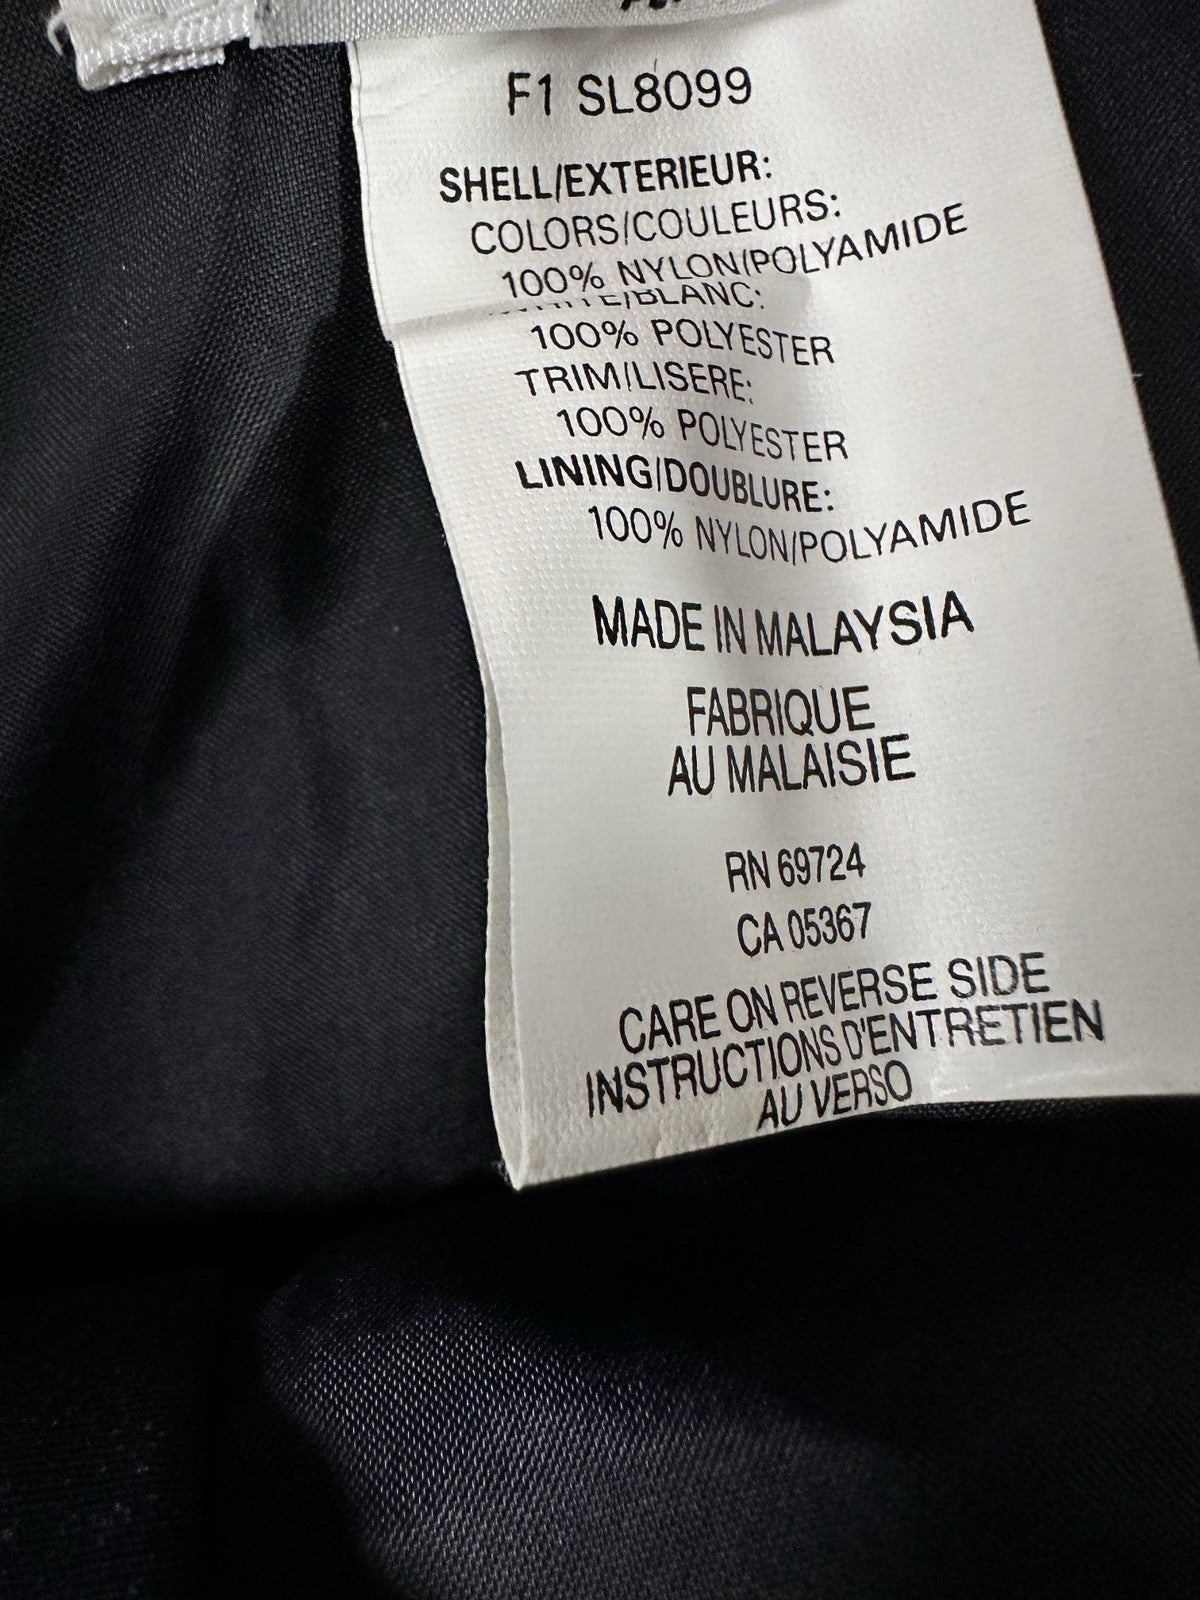 F1 SL8099
SHELL/EXTERIEUR:
COLORS/COULEURS:
100% NYLON/POLYAMIDE
WHITE/BLANC:
100% POLYESTER
TRIM/LISERE:
100% POLYESTER
LINING/DOUBLURE:
100% NYLON/POLYAMIDE
MADE IN MALAYSIA
FABRIQUE
AU MALAISIE
RN 69724
CA 05367
CARE ON REVERSE SIDE
INSTRUCTIONS D'ENTRETIEN
AU VERSO